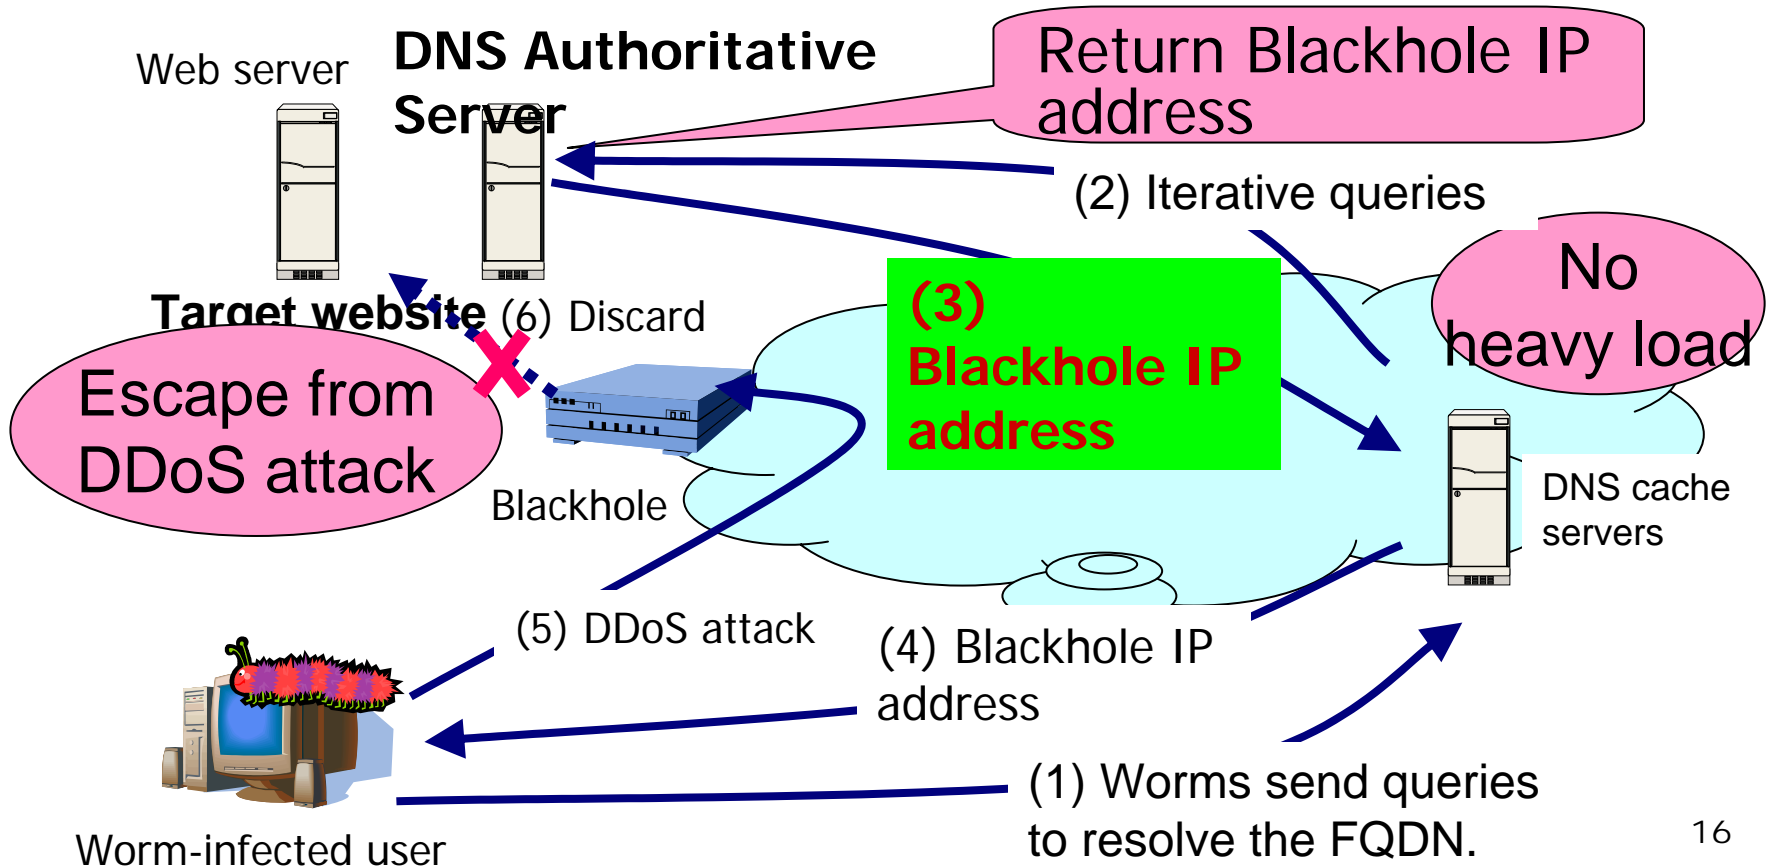 Web server
DNS Authoritative
Server
Return Blackhole IP
address
(2) Iterative queries
No
heavy load
(3)
Blackhole IP
address
Target website
(6) Discard
Escape from
DDoS attack
Blackhole
DNS cache
servers
(5) DDoS attack
(4) Blackhole IP
address
(1) Worms send queries
to resolve the FQDN.
Worm-infected user
16